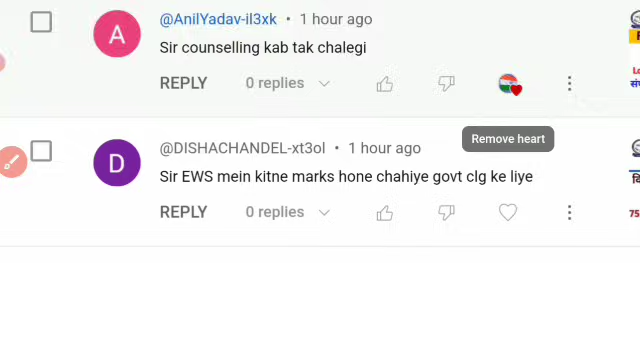 @AnilYadav-il3xk • 1 hour ago
A
Sir counselling kab tak chalegi
REPLY 0 replies
Remove heart
@DISHACHANDEL-xt3ol • 1 hour ago
D
Sir EWS mein kitne marks hone chahiye govt clg ke liye
REPLY 0 replies
75